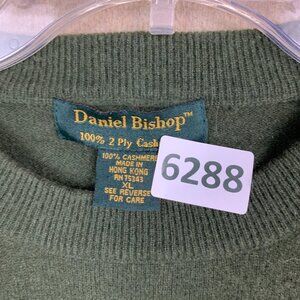 Daniel Bishop™
100% 2 Ply
100% CASHMERE
MADE IN
HONG KONG
RN 75343
XL
SEE REVERSE
FOR CARE
6288